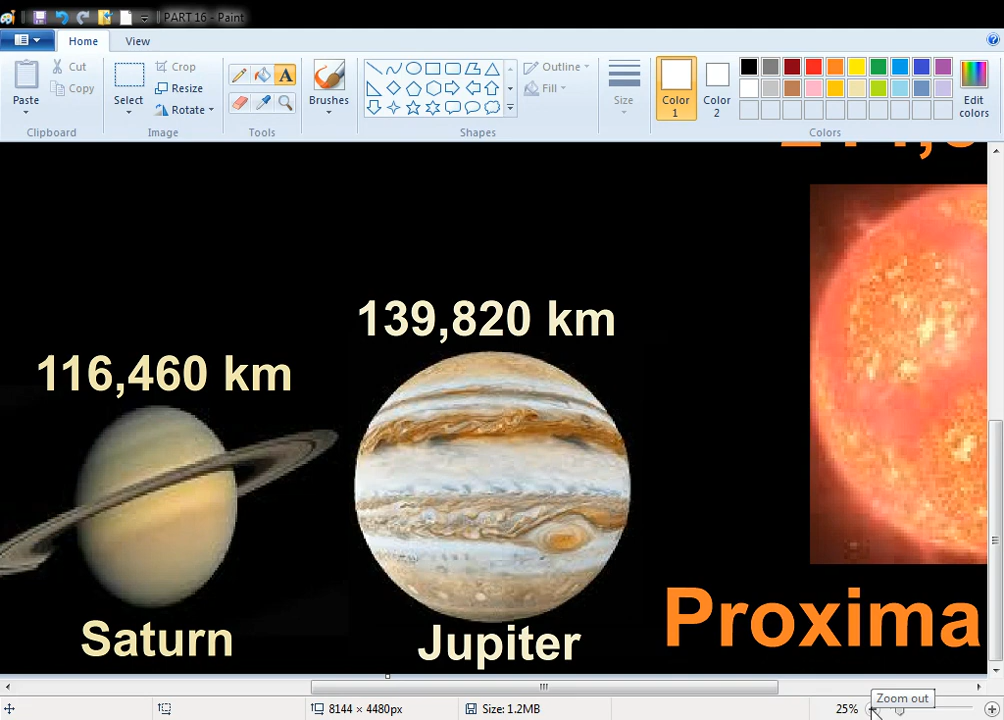 PART 16 - Paint
Home
View
Paste
Cut
Copy
Clipboard
Select
Crop
Resize
Rotate
Image
A
Tools
Brushes
Shapes
Outline
Fill
Size
Color 1
Color 2
Edit colors
Colors
139,820 km
116,460 km
Saturn
Jupiter
Proxima
8144 × 4480px
Size: 1.2MB
25%
Zoom out